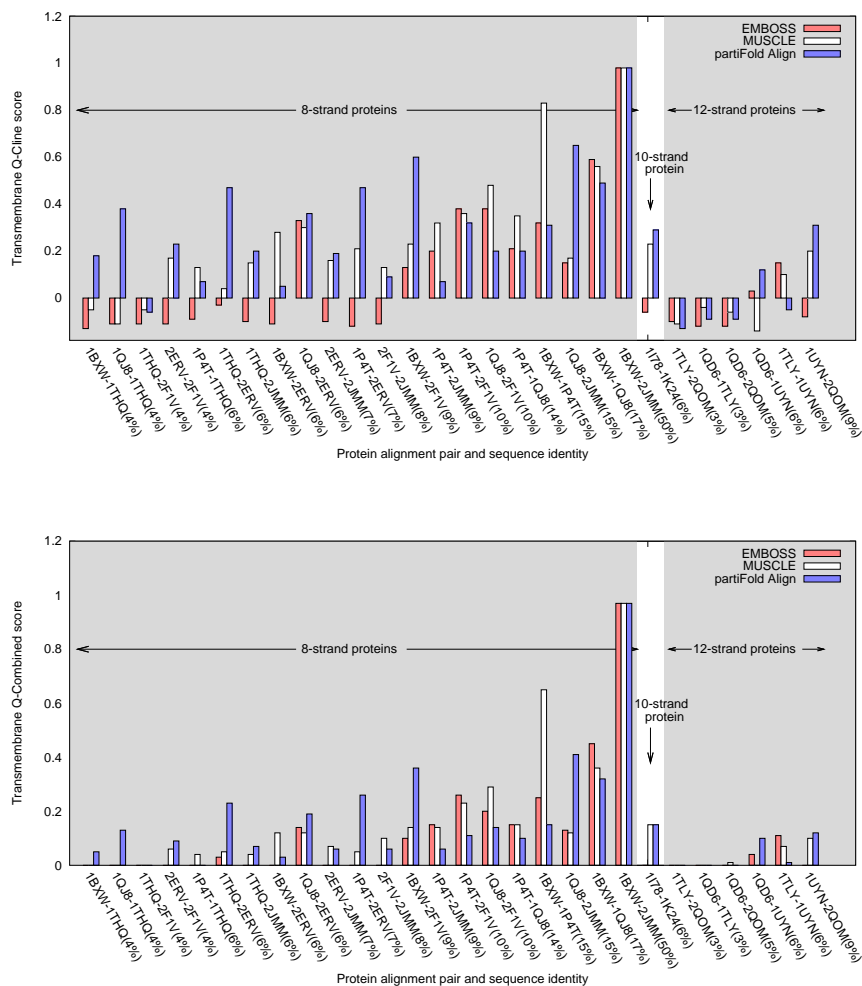 1.2
1
0.8
0.6
0.4
0.2
0
Transmembrane Q-Cline score
EMBOSS
MUSCLE
partiFold Align
8-strand proteins
12-strand proteins
10-strand
protein
1BXW-1THQ(4%)
1QJ8-1THQ(4%)
1THQ-2F1V(4%)
2ERV-2F1V(4%)
1P4T-1THQ(6%)
1THQ-2ERV(6%)
1THQ-2JMM(6%)
1BXW-2ERV(6%)
1QJ8-2ERV(6%)
2ERV-2JMM(7%)
1P4T-2ERV(7%)
2F1V-2JMM(8%)
1BXW-2F1V(9%)
1P4T-2JMM(9%)
1P4T-2F1V(10%)
1QJ8-2F1V(10%)
1P4T-1QJ8(14%)
1BXW-1P4T(15%)
1QJ8-2JMM(15%)
1BXW-1QJ8(17%)
1BXW-2JMM(50%)
1I78-1K24(6%)
1TLY-2QOM(3%)
1QD6-1TLY(3%)
1QD6-2QOM(5%)
1QD6-1UYN(6%)
1TLY-1UYN(6%)
1UYN-2QOM(9%)
Protein alignment pair and sequence identity
1.2
1
0.8
0.6
0.4
0.2
0
Transmembrane Q-Combined score
EMBOSS
MUSCLE
partiFold Align
8-strand proteins
12-strand proteins
10-strand
protein
1BXW-1THQ(4%)
1QJ8-1THQ(4%)
1THQ-2F1V(4%)
2ERV-2F1V(4%)
1P4T-1THQ(6%)
1THQ-2ERV(6%)
1THQ-2JMM(6%)
1BXW-2ERV(6%)
1QJ8-2ERV(6%)
2ERV-2JMM(7%)
1P4T-2ERV(7%)
2F1V-2JMM(8%)
1BXW-2F1V(9%)
1P4T-2JMM(9%)
1P4T-2F1V(10%)
1QJ8-2F1V(10%)
1P4T-1QJ8(14%)
1BXW-1P4T(15%)
1QJ8-2JMM(15%)
1BXW-1QJ8(17%)
1BXW-2JMM(50%)
1I78-1K24(6%)
1TLY-2QOM(3%)
1QD6-1TLY(3%)
1QD6-2QOM(5%)
1QD6-1UYN(6%)
1TLY-1UYN(6%)
1UYN-2QOM(9%)
Protein alignment pair and sequence identity